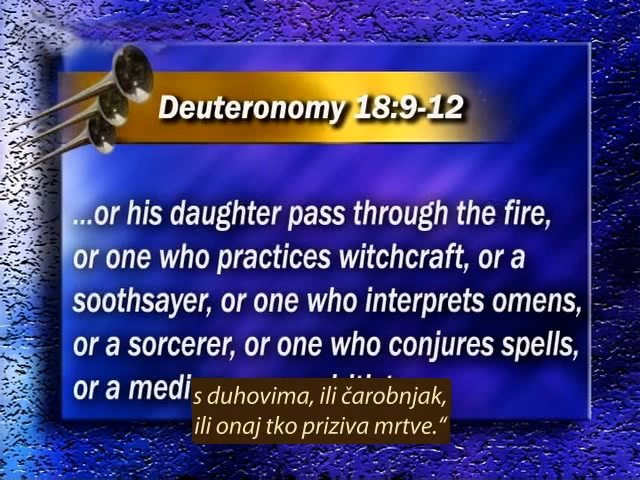 Deuteronomy 18:9-12
...or his daughter pass through the fire,
or one who practices witchcraft, or a
soothsayer, or one who interprets omens,
or a sorcerer, or one who conjures spells,
or a
s duhovima, ili čarobnjak,
ili onaj tko priziva mrtve.“